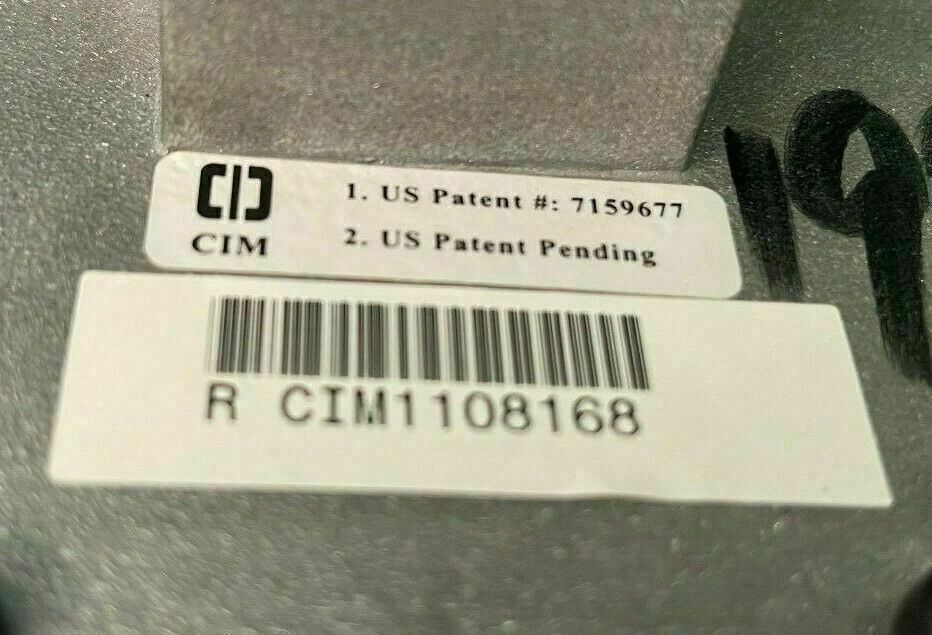 CIM
1. US Patent #: 7159677
2. US Patent Pending
R CIM1108168